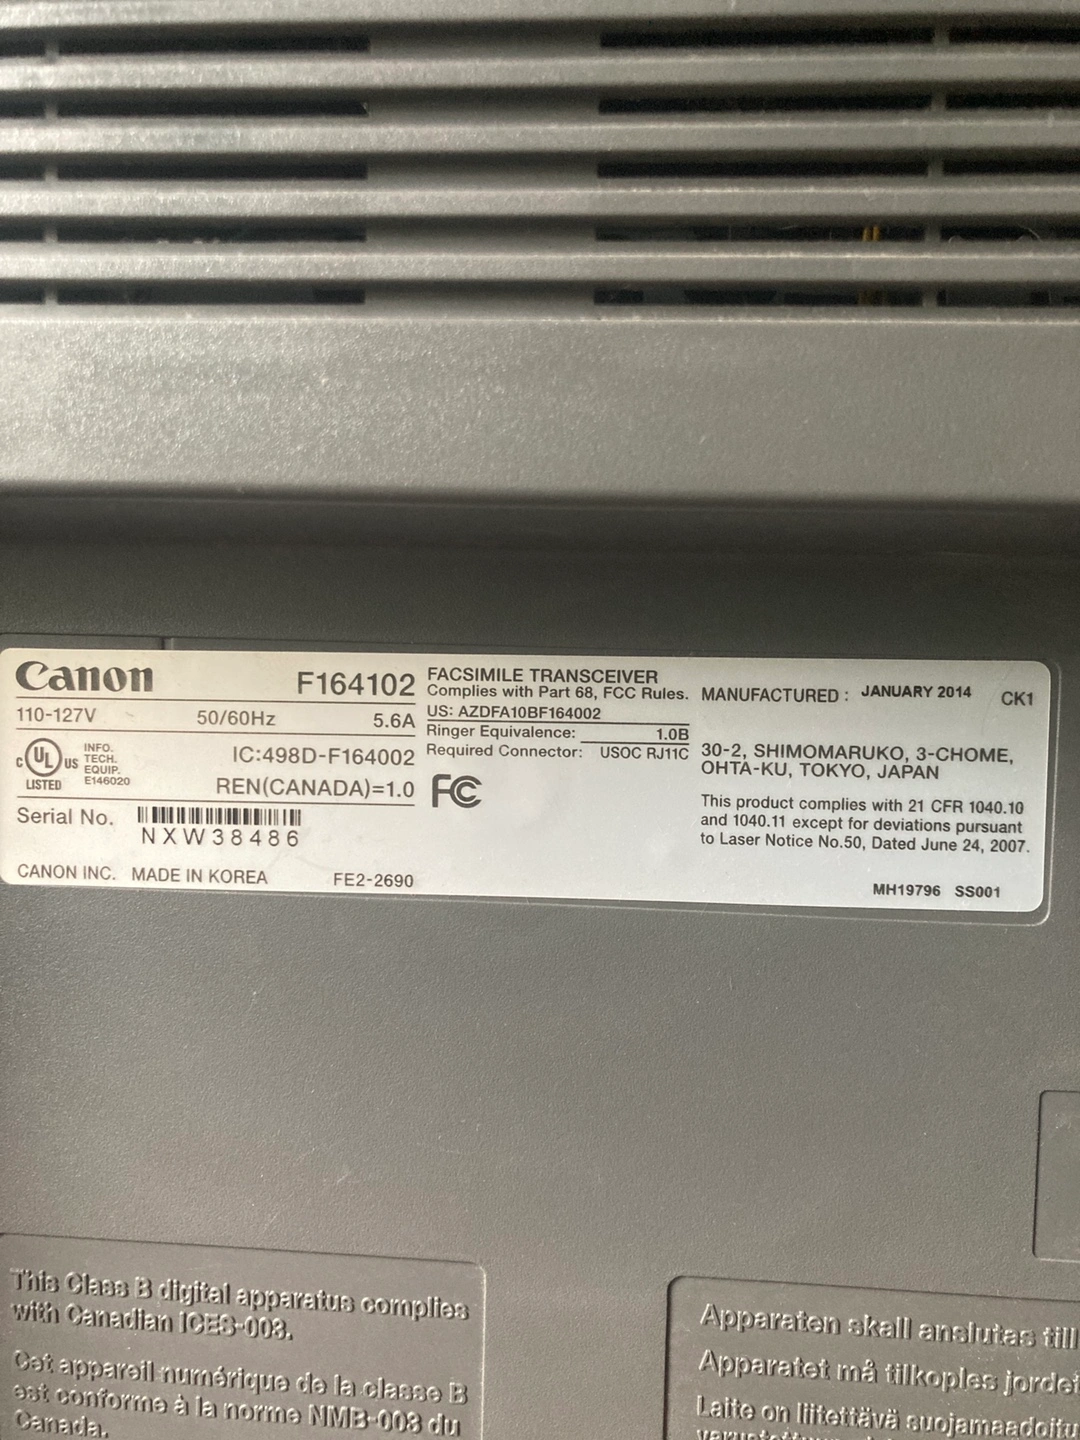 Canon
F164102
110-127V 50/60Hz 5.6A
C UL US LISTED
INFO.
TECH.
EQUIP.
E146020
IC:498D-F164002
REN(CANADA)=1.0
Serial No.
NXW38486
CANON INC. MADE IN KOREA FE2-2690
FACSIMILE TRANSCEIVER
Complies with Part 68, FCC Rules.
US: AZDFA10BF164002
Ringer Equivalence: 1.0B
Required Connector: USOC RJ11C
FC
MANUFACTURED : JANUARY 2014 CK1
30-2, SHIMOMARUKO, 3-CHOME,
OHTA-KU, TOKYO, JAPAN
This product complies with 21 CFR 1040.10
and 1040.11 except for deviations pursuant
to Laser Notice No.50, Dated June 24, 2007.
MH19796 SS001
This Class B digital apparatus complies
with Canadian ICES-003.
Cet appareil numérique de la classe B
est conforme à la norme NMB-003 du
Canada.
Apparaten skall anslutas till
Apparatet må tilkoples jordet
Laite on liitettävä suojamaadoitu